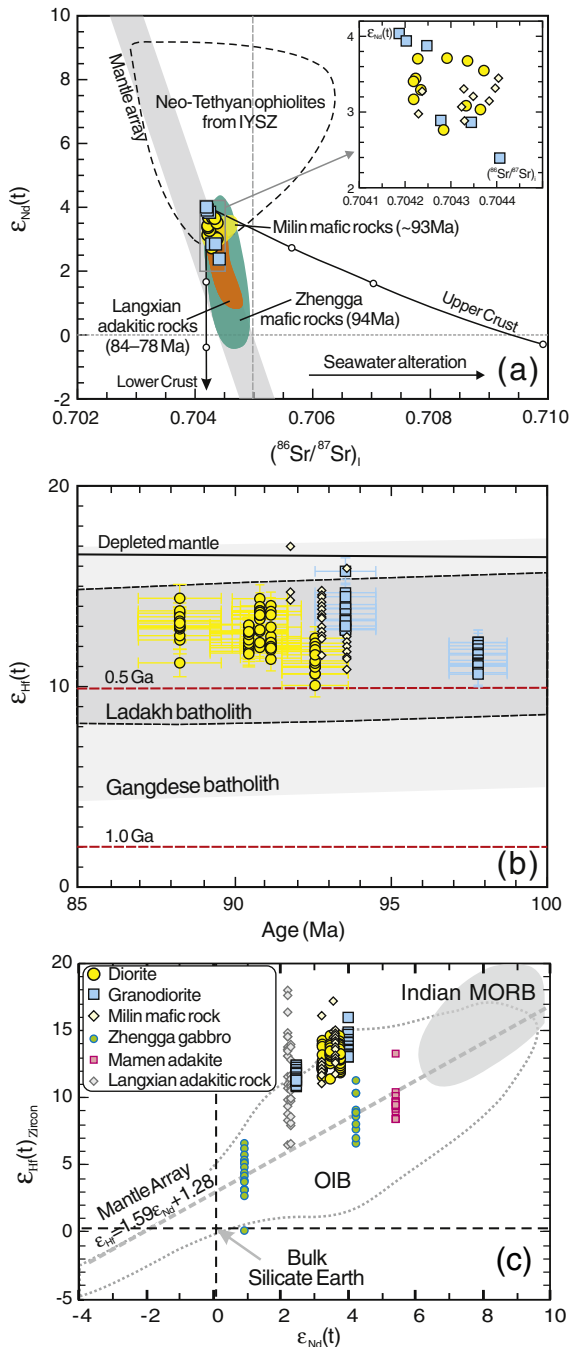 10
8
6
4
2
0
-2
εNd(t)
Mantle array
Neo-Tethyan ophiolites
from IYSZ
Milin mafic rocks (~93Ma)
Langxian
adakitic rocks
(84–78 Ma)
Zhengga
mafic rocks (94Ma)
Upper Crust
Lower Crust
Seawater alteration
(a)
4
3
2
εNd(t)
(86Sr/87Sr)I
0.7041
0.7042
0.7043
0.7044
0.702
0.704
0.706
0.708
0.710
(86Sr/87Sr)I
20
10
0
εHf(t)
Depleted mantle
0.5 Ga
Ladakh batholith
Gangdese batholith
1.0 Ga
(b)
85
90
95
100
Age (Ma)
20
15
10
5
0
-5
εHf(t) Zircon
Diorite
Granodiorite
Milin mafic rock
Zhengga gabbro
Mamen adakite
Langxian adakitic rock
Indian MORB
Mantle Array
εHf=1.59εNd+1.28
OIB
Bulk
Silicate Earth
(c)
-4
-2
0
2
4
6
8
10
εNd(t)